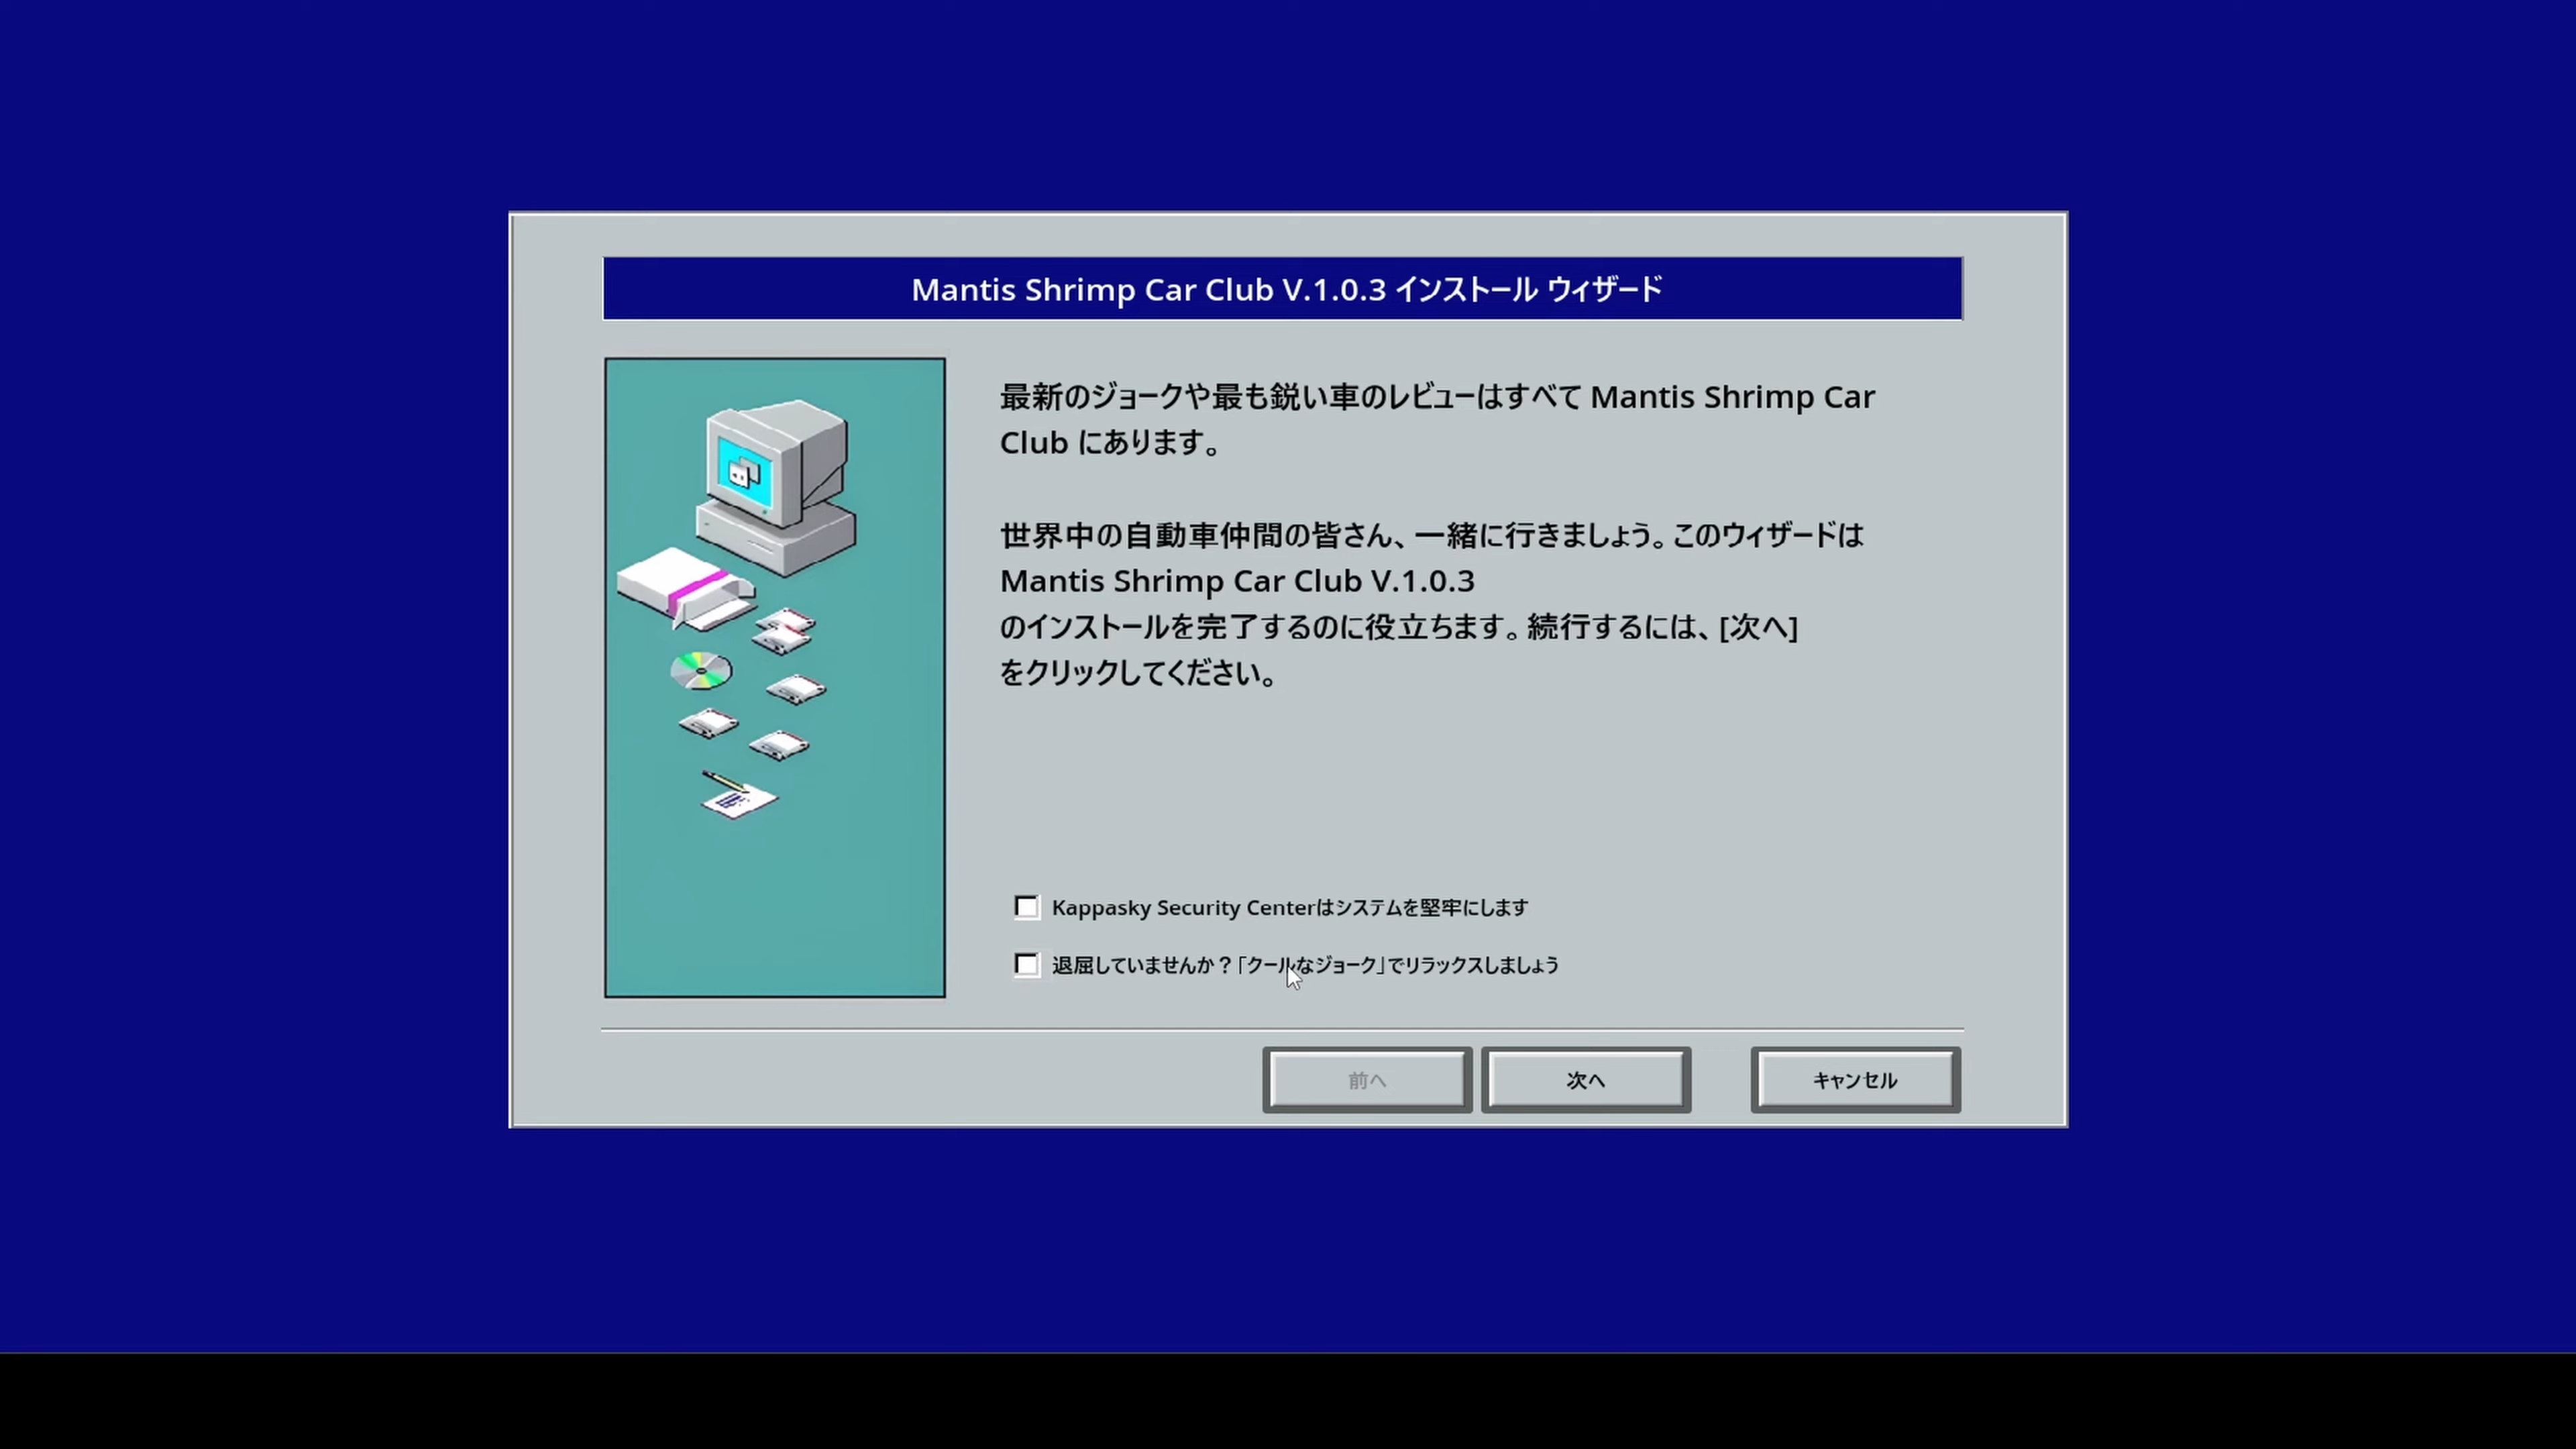 Mantis Shrimp Car Club V.1.0.3 インストール ウィザード
最新のジョークや最も鋭い車のレビューはすべて Mantis Shrimp Car
Club にあります。
世界中の自動車仲間の皆さん、一緒に行きましょう。このウィザードは
Mantis Shrimp Car Club V.1.0.3
のインストールを完了するのに役立ちます。続行するには、[次へ]
をクリックしてください。
Kappasky Security Centerはシステムを堅牢にします
退屈していませんか？「クールなジョーク」でリラックスしましょう
前へ
次へ
キャンセル